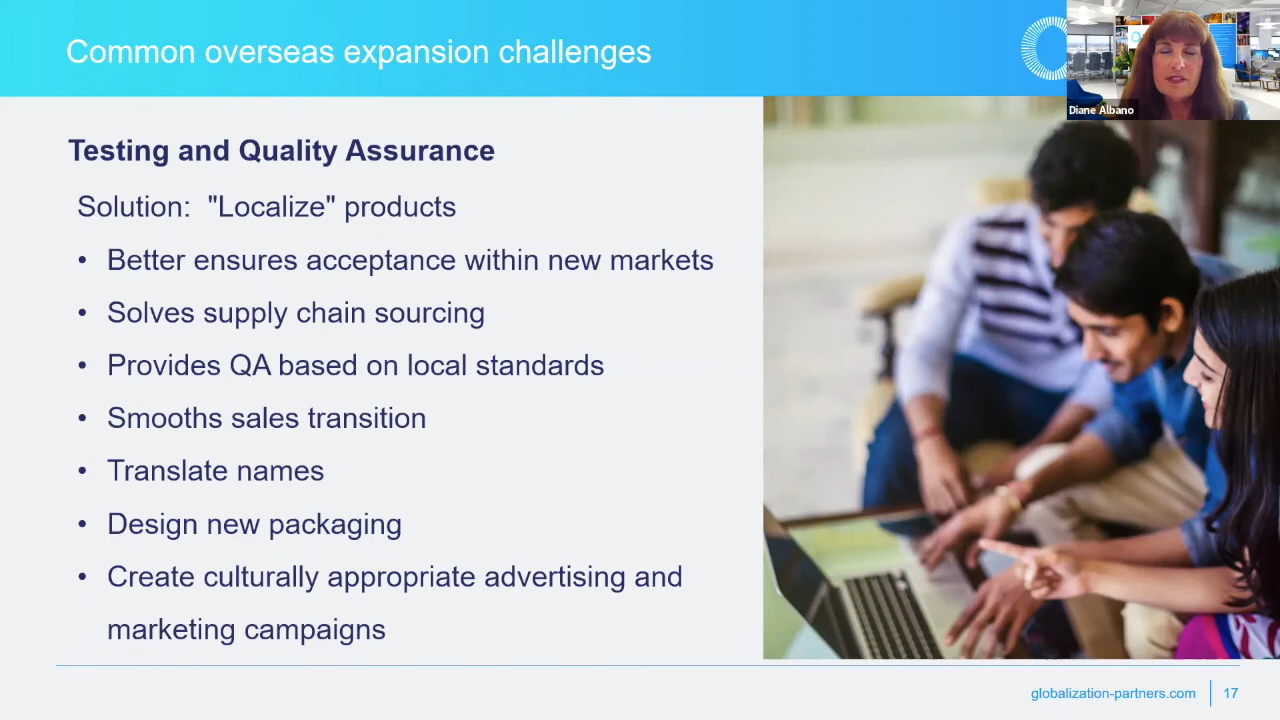 Common overseas expansion challenges
Diane Albano
Testing and Quality Assurance
Solution:  "Localize" products
• Better ensures acceptance within new markets
• Solves supply chain sourcing
• Provides QA based on local standards
• Smooths sales transition
• Translate names
• Design new packaging
• Create culturally appropriate advertising and
marketing campaigns
globalization-partners.com | 17